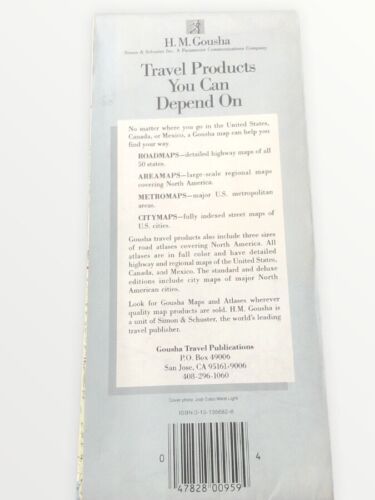 H.M. Gousha
Simon & Schuster Inc. A Paramount Communications Company
Travel Products
You Can
Depend On
No matter where you go in the United States,
Canada, or Mexico, a Gousha map can help you
find your way.
ROADMAPS—detailed highway maps of all
50 states.
AREAMAPS—large-scale regional maps
covering North America.
METROMAPS—major U.S. metropolitan
areas.
CITYMAPS—fully indexed street maps of
U.S. cities.
Gousha travel products also include three sizes
of road atlases covering North America. All
atlases are in full color and have detailed
highway and regional maps of the United States,
Canada, and Mexico. The standard and deluxe
editions include city maps of major North
American cities.
Look for Gousha Maps and Atlases wherever
quality map products are sold. H.M. Gousha is
a unit of Simon & Schuster, the world's leading
travel publisher.
Gousha Travel Publications
P.O. Box 49006
San Jose, CA 95161-9006
408-296-1060
Cover photo:
ISBN
0 47828 00959 4